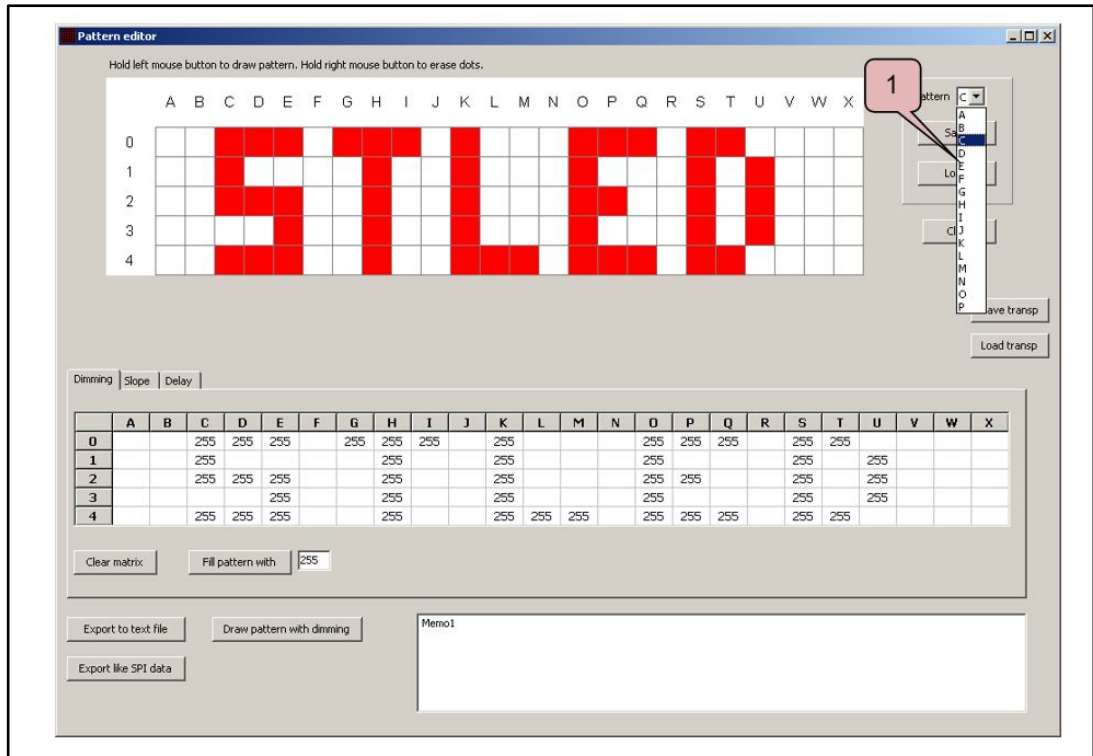 Pattern editor
Hold left mouse button to draw pattern. Hold right mouse button to erase dots.
1
A B C D E F G H I J K L M N O P Q R S T U V W X
0
1
2
3
4
STLED
attern C
A
B
C
D
E
F
G
H
I
J
K
L
M
N
O
P
Sa
Lo
Cl
ave transp
Load transp
Dimming Slope Delay
A B C D E F G H I J K L M N O P Q R S T U V W X
0 255 255 255 255 255 255 255 255 255 255 255 255
1 255 255 255 255 255 255
2 255 255 255 255 255 255 255 255 255
3 255 255 255 255 255 255
4 255 255 255 255 255 255 255 255 255 255 255 255
Clear matrix Fill pattern with 255
Export to text file Draw pattern with dimming Memo1
Export like SPI data